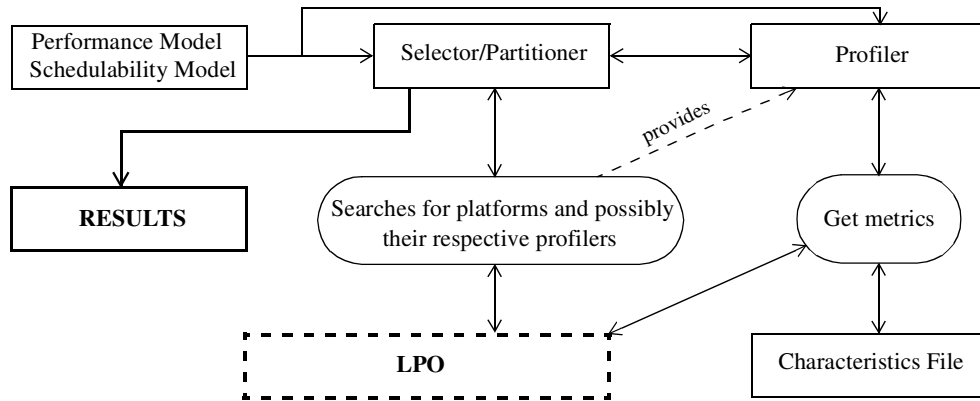 Performance Model
Schedulability Model
Selector/Partitioner
Profiler
provides
RESULTS
Searches for platforms and possibly
their respective profilers
Get metrics
LPO
Characteristics File